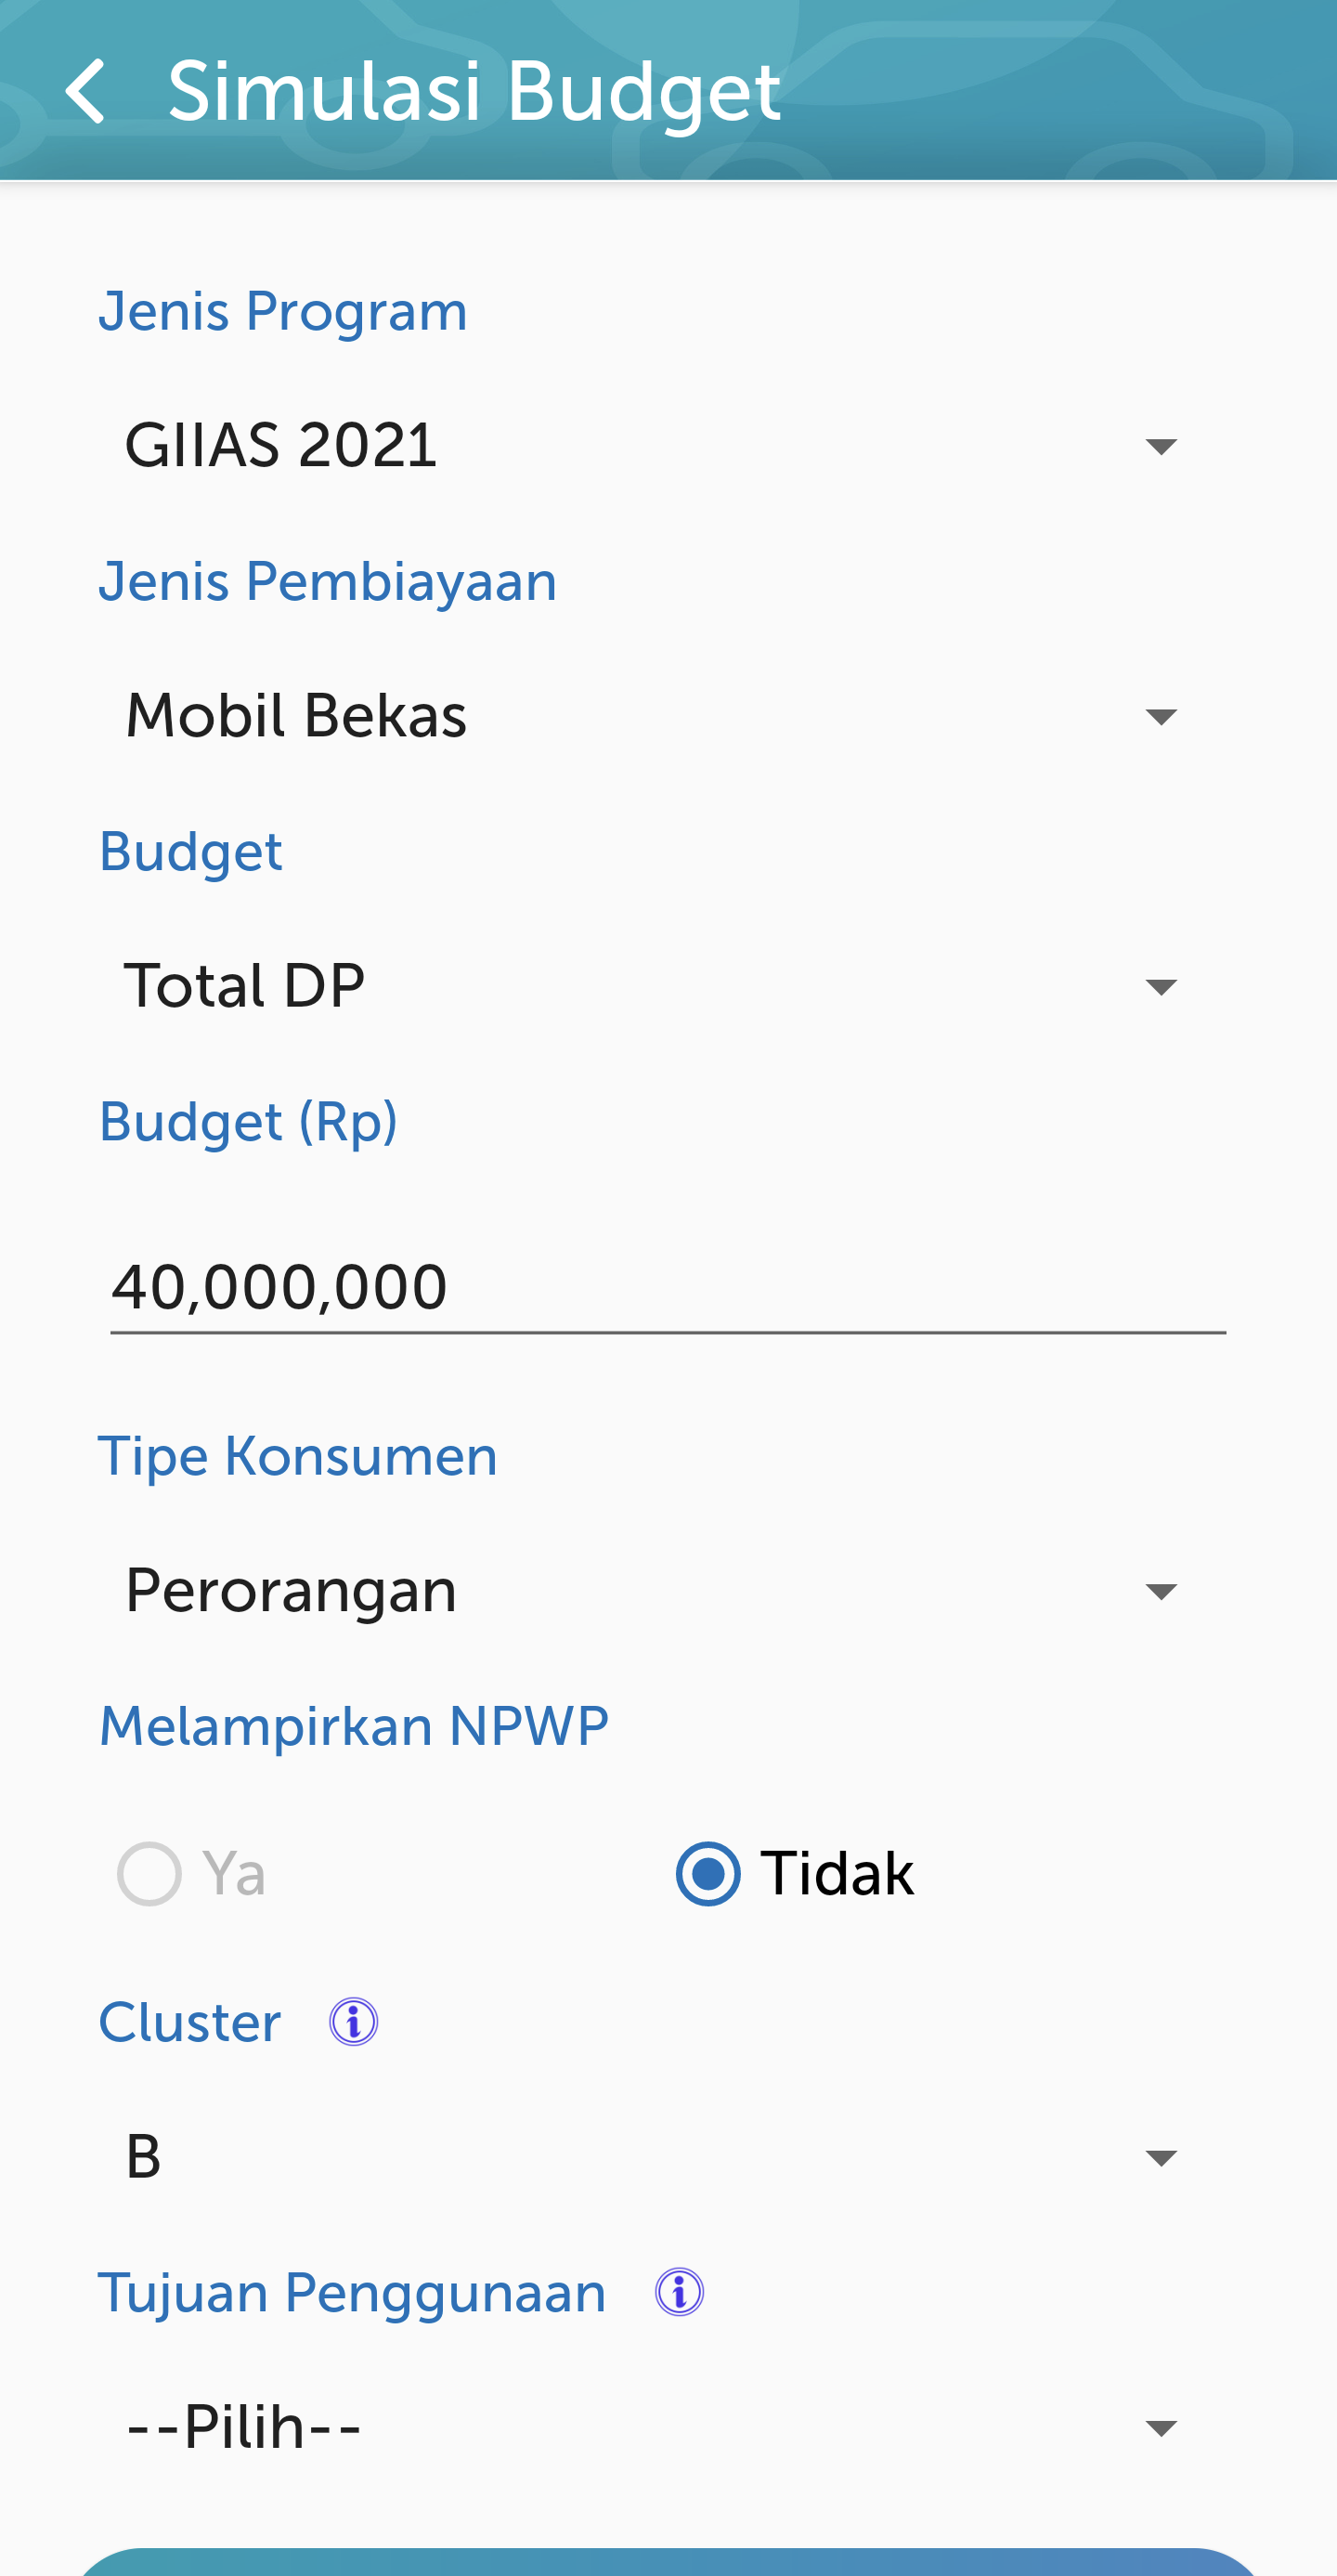 Simulasi Budget
Jenis Program
GIIAS 2021
Jenis Pembiayaan
Mobil Bekas
Budget
Total DP
Budget (Rp)
40,000,000
Tipe Konsumen
Perorangan
Melampirkan NPWP
Ya Tidak
Cluster
B
Tujuan Penggunaan
--Pilih--